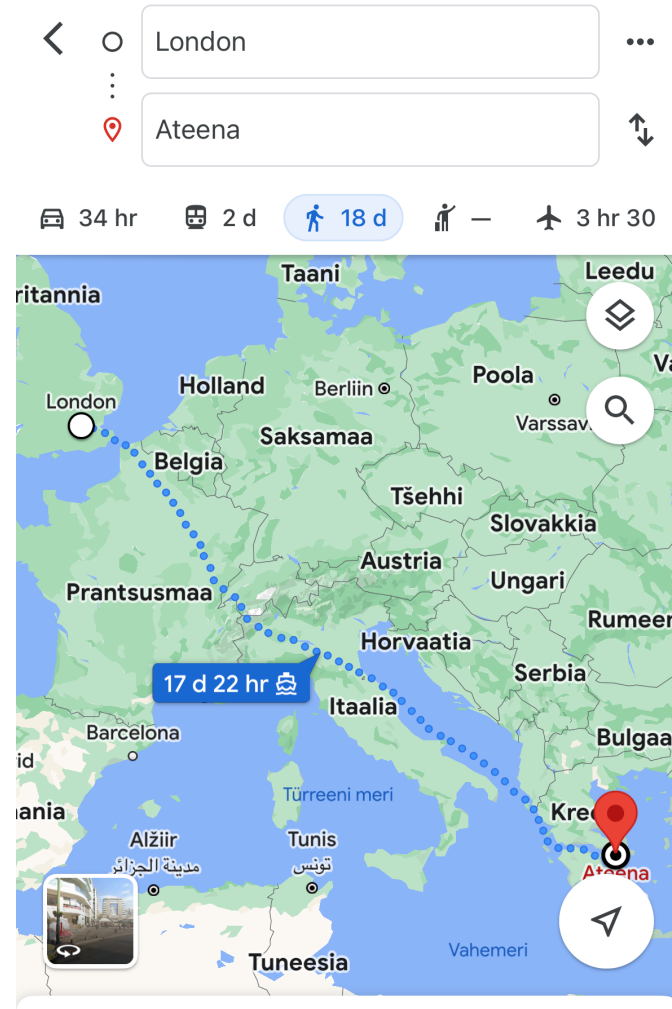 London
Ateena
34 hr
2 d
18 d
—
3 hr 30
Taani
Leedu
ritannia
Holland
Berliin
Poola
London
Varssav
Saksamaa
Belgia
Tšehhi
Slovakkia
Austria
Ungari
Prantsusmaa
Rumeer
Horvaatia
Serbia
17 d 22 hr
Itaalia
Barcelona
Bulgaa
id
Türreeni meri
ania
Kree
Alžiir
مدينة الجزائر
Tunis
تونس
Ateena
Vahemeri
Tuneesia